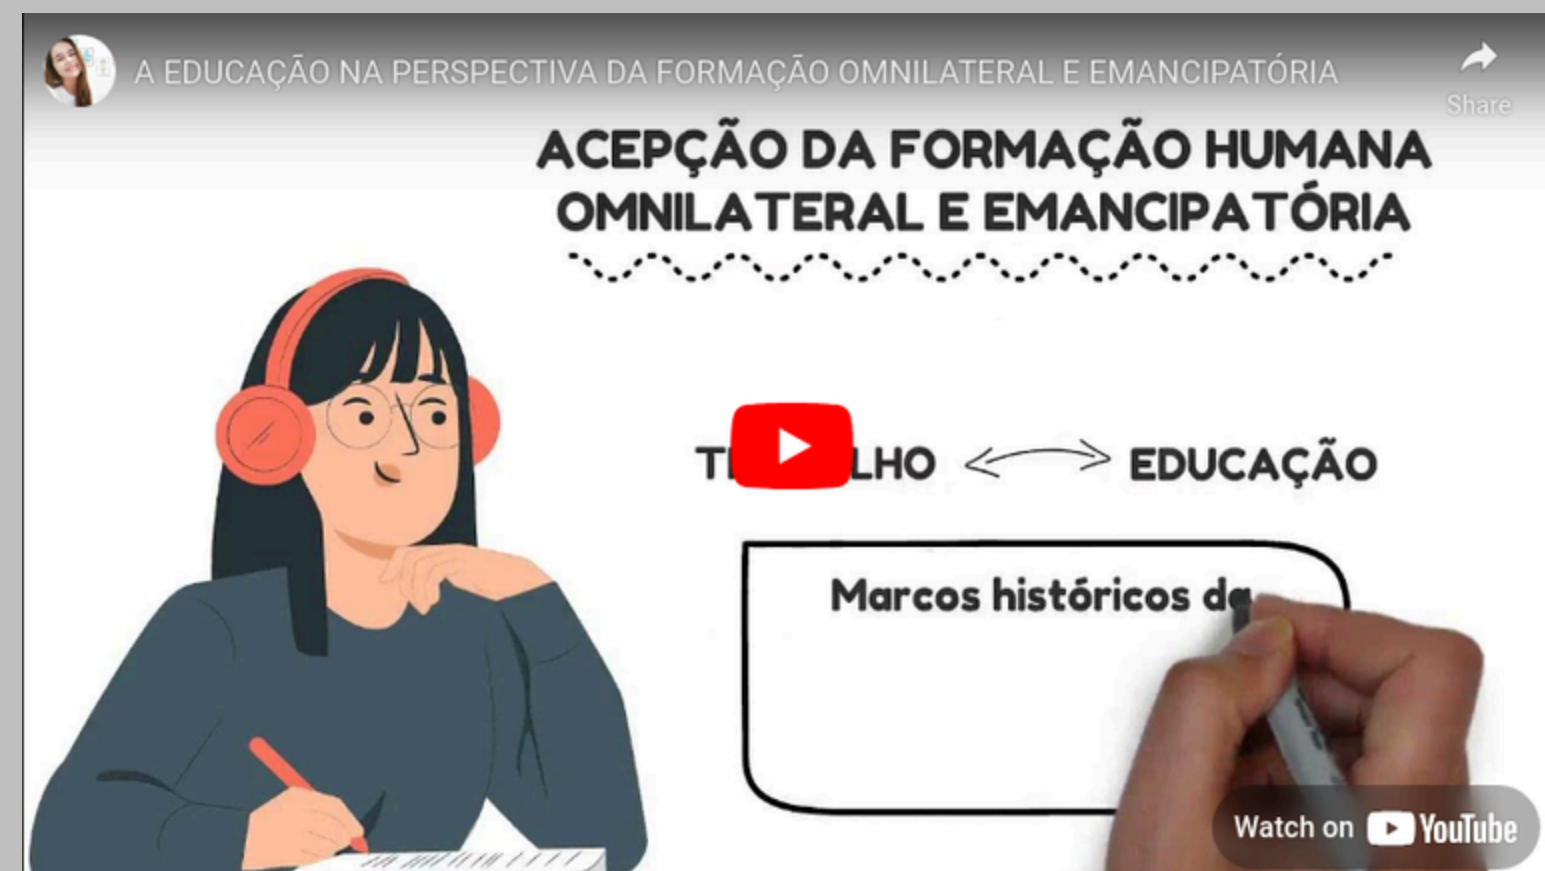 A EDUCAÇÃO NA PERSPECTIVA DA FORMAÇÃO OMNILATERAL E EMANCIPATÓRIA
Share
ACEPÇÃO DA FORMAÇÃO HUMANA
OMNILATERAL E EMANCIPATÓRIA
EDUCAÇÃO
Marcos históricos da
Watch on YouTube